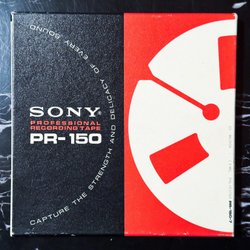 SONY
PROFESSIONAL
RECORDING TAPE
PR-150
CAPTURE THE STRENGTH AND DELICACY OF EVERY SOUND